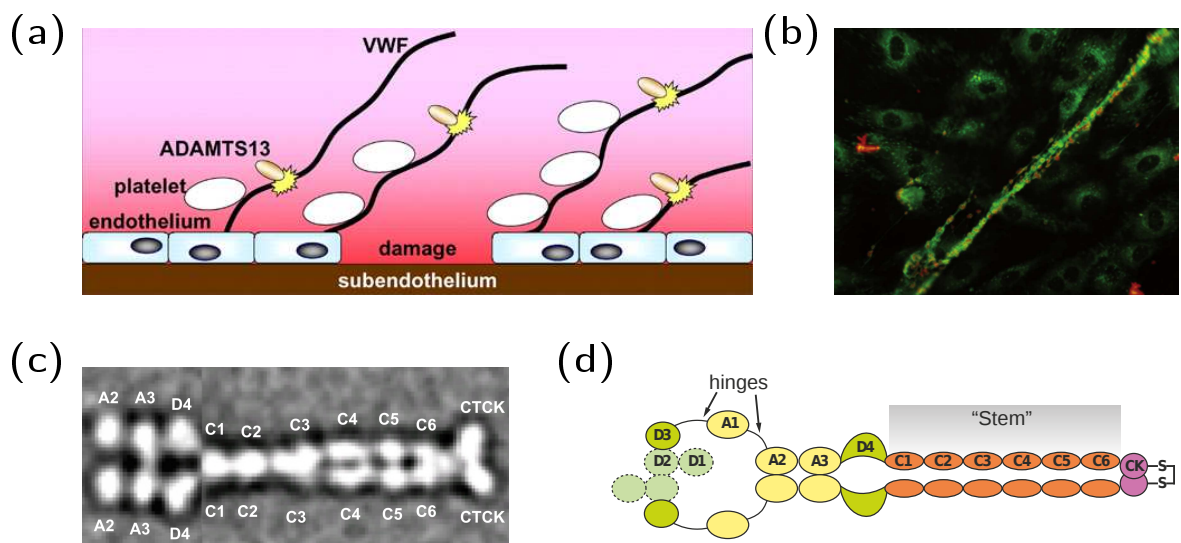 (a)
VWF
ADAMTS13
platelet
endothelium
damage
subendothelium
(b)
(c)
A2 A3 D4
C1 C2 C3 C4 C5 C6 CTCK
A2 A3 D4
C1 C2 C3 C4 C5 C6 CTCK
(d)
hinges
"Stem"
A1
D3
D4
D2 D1
A2 A3 C1 C2 C3 C4 C5 C6 CK S
S